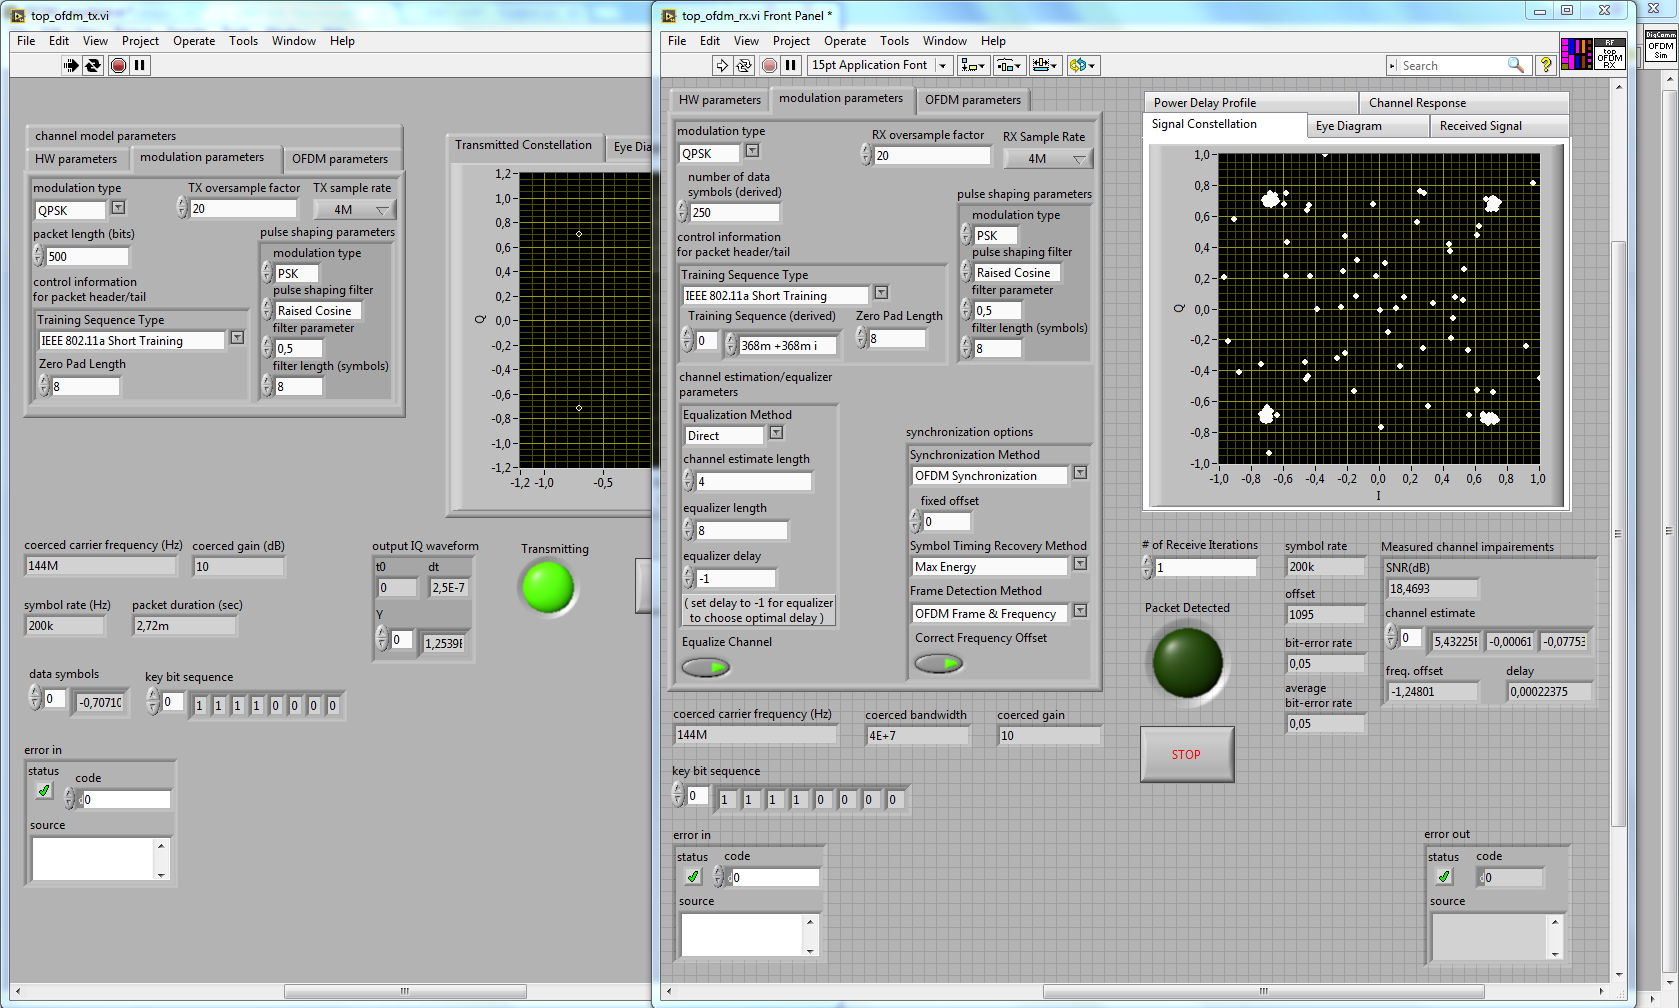 top_ofdm_tx.vi
File Edit View Project Operate Tools Window Help
channel model parameters
HW parameters modulation parameters OFDM parameters
modulation type TX oversample factor TX sample rate
QPSK 20 4M
packet length (bits) pulse shaping parameters
500 modulation type
PSK
control information
for packet header/tail
pulse shaping filter
Raised Cosine
Training Sequence Type filter parameter
IEEE 802.11a Short Training 0,5
Zero Pad Length filter length (symbols)
8 8
Transmitted Constellation Eye Dia
1,2
1,0
0,8
0,6
0,4
0,2
Q 0,0
-0,2
-0,4
-0,6
-0,8
-1,0
-1,2
-1,2 -1,0 -0,5
coerced carrier frequency (Hz) coerced gain (dB) output IQ waveform Transmitting
144M 10 t0 dt
0 2,5E-7
symbol rate (Hz) packet duration (sec) Y
200k 2,72m 0 1,2539
data symbols key bit sequence
0 -0,7071 0 1 1 1 1 0 0 0 0
error in
status code
d0
source
top_ofdm_rx.vi Front Panel *
File Edit View Project Operate Tools Window Help
15pt Application Font Search ?
RF
top
OFDM
RX
DigComm
OFDM
Sim
HW parameters modulation parameters OFDM parameters
modulation type RX oversample factor RX Sample Rate
QPSK 20 4M
number of data
symbols (derived)
250
pulse shaping parameters
modulation type
PSK
control information
for packet header/tail
pulse shaping filter
Raised Cosine
Training Sequence Type filter parameter
IEEE 802.11a Short Training 0,5
Training Sequence (derived) Zero Pad Length filter length (symbols)
0 368m +368m i 8 8
channel estimation/equalizer
parameters
Equalization Method
Direct
channel estimate length
4
equalizer length
8
equalizer delay
-1
( set delay to -1 for equalizer
to choose optimal delay )
Equalize Channel
synchronization options
Synchronization Method
OFDM Synchronization
fixed offset
0
Symbol Timing Recovery Method
Max Energy
Frame Detection Method
OFDM Frame & Frequency
Correct Frequency Offset
coerced carrier frequency (Hz) coerced bandwidth coerced gain
144M 4E+7 10
key bit sequence
0 1 1 1 1 0 0 0 0
error in
status code
d0
source
Power Delay Profile Channel Response
Signal Constellation Eye Diagram Received Signal
1,0
0,8
0,6
0,4
0,2
Q 0,0
-0,2
-0,4
-0,6
-0,8
-1,0
-1,0 -0,8 -0,6 -0,4 -0,2 0,0 0,2 0,4 0,6 0,8 1,0
I
# of Receive Iterations
1
Packet Detected
STOP
symbol rate
200k
offset
1095
bit-error rate
0,05
average
bit-error rate
0,05
Measured channel impairements
SNR(dB)
18,4693
channel estimate
0 5,43225 -0,00061 -0,0775
freq. offset delay
-1,24801 0,00022375
error out
status code
d0
source